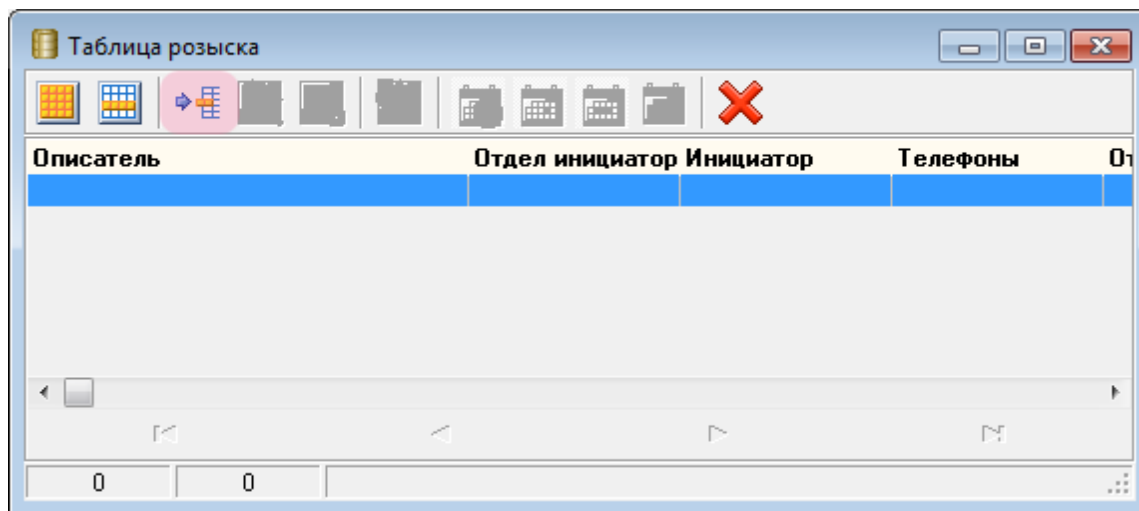 Таблица розыска
Описатель Отдел инициатор Инициатор Телефоны
0 0